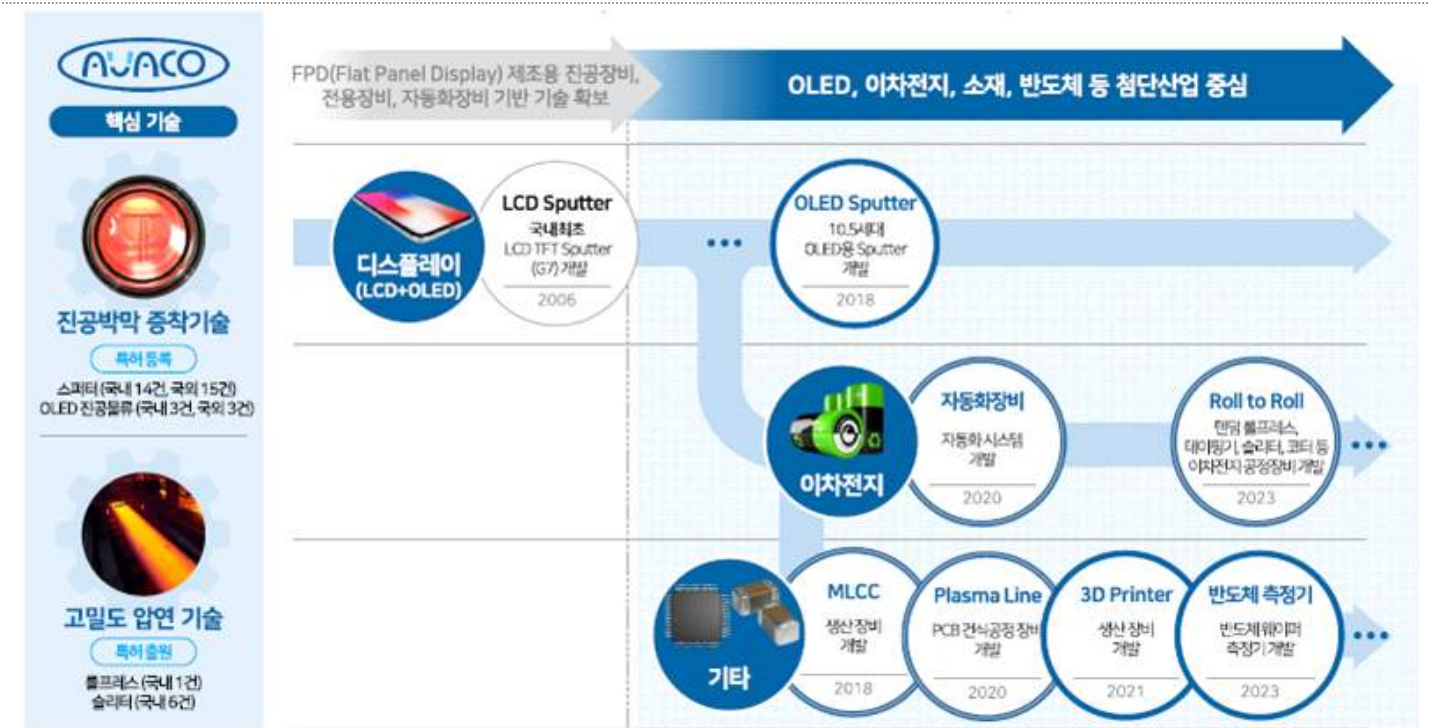 AVACO
핵심 기술
진공박막 증착기술
특허 등록
스퍼터 (국내 14건, 국외 15건)
OLED 진공물류 (국내 3건, 국외 3건)
고밀도 압연 기술
특허 출원
롤프레스 (국내 1건)
슬리터 (국내 6건)
FPD(Flat Panel Display) 제조용 진공장비,
전용장비, 자동화장비 기반 기술 확보
OLED, 이차전지, 소재, 반도체 등 첨단산업 중심
디스플레이
(LCD+OLED)
LCD Sputter
국내최초
LCD TFT Sputter
(G7) 개발
2006
•••
OLED Sputter
10.5세대
OLED용 Sputter
개발
2018
이차전지
자동화장비
자동화 시스템
개발
2020
Roll to Roll
탠덤 롤프레스,
테이핑기, 슬리터, 코터 등
이차전지 공정장비 개발
2023
•••
기타
MLCC
생산 장비
개발
2018
Plasma Line
PCB 건식공정 장비
개발
2020
3D Printer
생산 장비
개발
2021
반도체 측정기
반도체 웨이퍼
측정기 개발
2023
•••